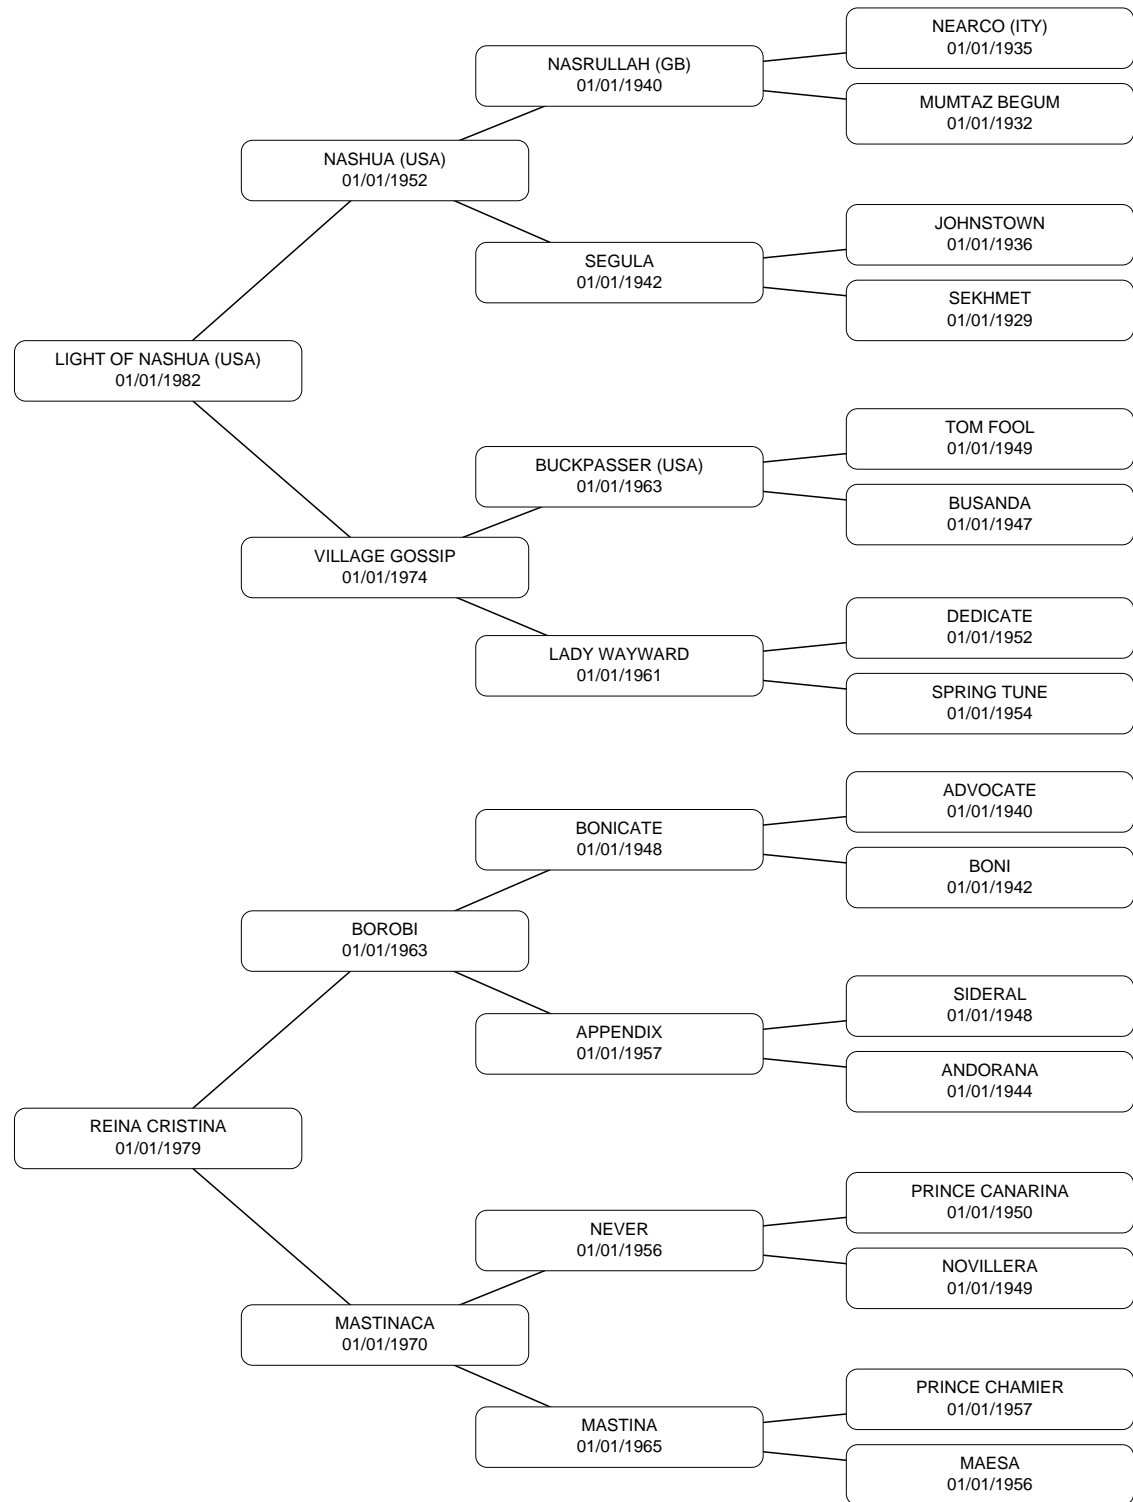 NEARCO (ITY)
01/01/1935
NASRULLAH (GB)
01/01/1940
MUMTAZ BEGUM
01/01/1932
NASHUA (USA)
01/01/1952
JOHNSTOWN
01/01/1936
SEGULA
01/01/1942
SEKHMET
01/01/1929
LIGHT OF NASHUA (USA)
01/01/1982
TOM FOOL
01/01/1949
BUCKPASSER (USA)
01/01/1963
BUSANDA
01/01/1947
VILLAGE GOSSIP
01/01/1974
DEDICATE
01/01/1952
LADY WAYWARD
01/01/1961
SPRING TUNE
01/01/1954
ADVOCATE
01/01/1940
BONICATE
01/01/1948
BONI
01/01/1942
BOROBI
01/01/1963
SIDERAL
01/01/1948
APPENDIX
01/01/1957
ANDORANA
01/01/1944
REINA CRISTINA
01/01/1979
PRINCE CANARINA
01/01/1950
NEVER
01/01/1956
NOVILLERA
01/01/1949
MASTINACA
01/01/1970
PRINCE CHAMIER
01/01/1957
MASTINA
01/01/1965
MAESA
01/01/1956